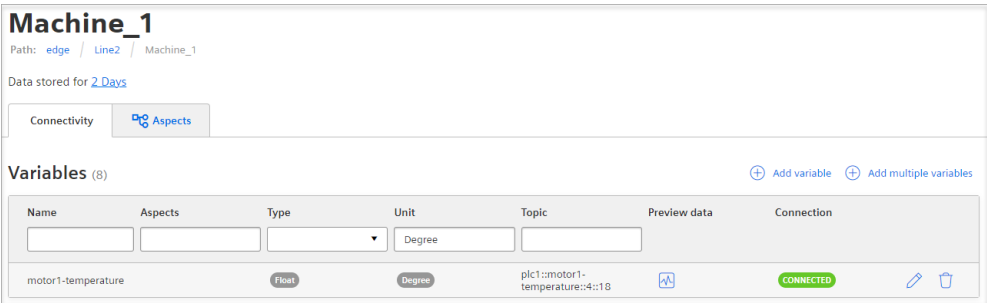 Machine_1
Path: edge / Line2 / Machine_1
Data stored for 2 Days
Connectivity Aspects
Variables (8) Add variable Add multiple variables
Name Aspects Type Unit Topic Preview data Connection
Degree
motor1-temperature Float Degree plc1::motor1- CONNECTED
temperature::4::18